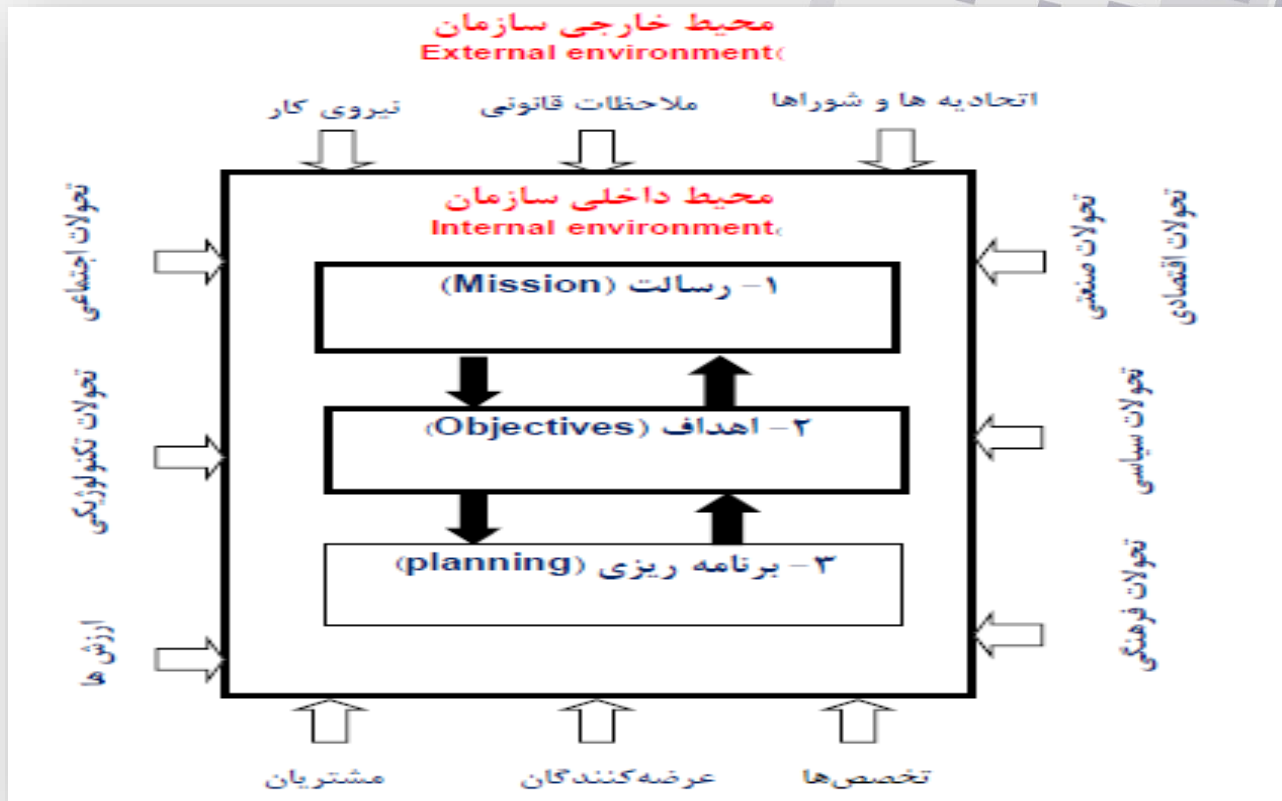 محیط خارجی سازمان
External environment(
اتحادیه ها و شوراها
ملاحظات قانونی
نیروی کار
محیط داخلی سازمان
Internal environment(
۱- رسالت (Mission)
۲- اهداف (Objectives)
۳- برنامه ریزی (planning)
تحولات اقتصادی
تحولات صنعتی
تحولات سیاسی
تحولات فرهنگی
تحولات اجتماعی
تحولات تکنولوژیکی
ارزش ها
تخصص‌ها
عرضه‌کنندگان
مشتریان